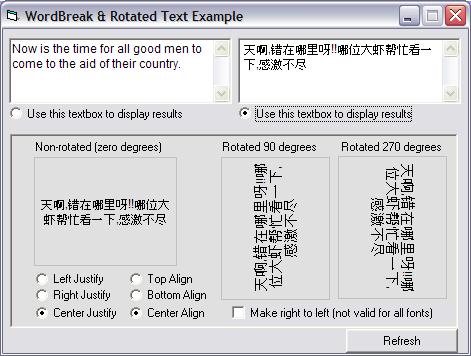 WordBreak & Rotated Text Example
Now is the time for all good men to
come to the aid of their country.
天啊,错在哪里呀!!哪位大虾帮忙看一
下,感激不尽
Use this textbox to display results
Use this textbox to display results
Non-rotated (zero degrees)
天啊,错在哪里呀!!哪位大
虾帮忙看一下,感激不尽
Rotated 90 degrees
天啊,错在哪里呀!!哪
位大虾帮忙看一下,
感激不尽
Rotated 270 degrees
天啊,错在哪里呀!!哪
位大虾帮忙看一下,
感激不尽
Left Justify
Top Align
Right Justify
Bottom Align
Center Justify
Center Align
Make right to left (not valid for all fonts)
Refresh